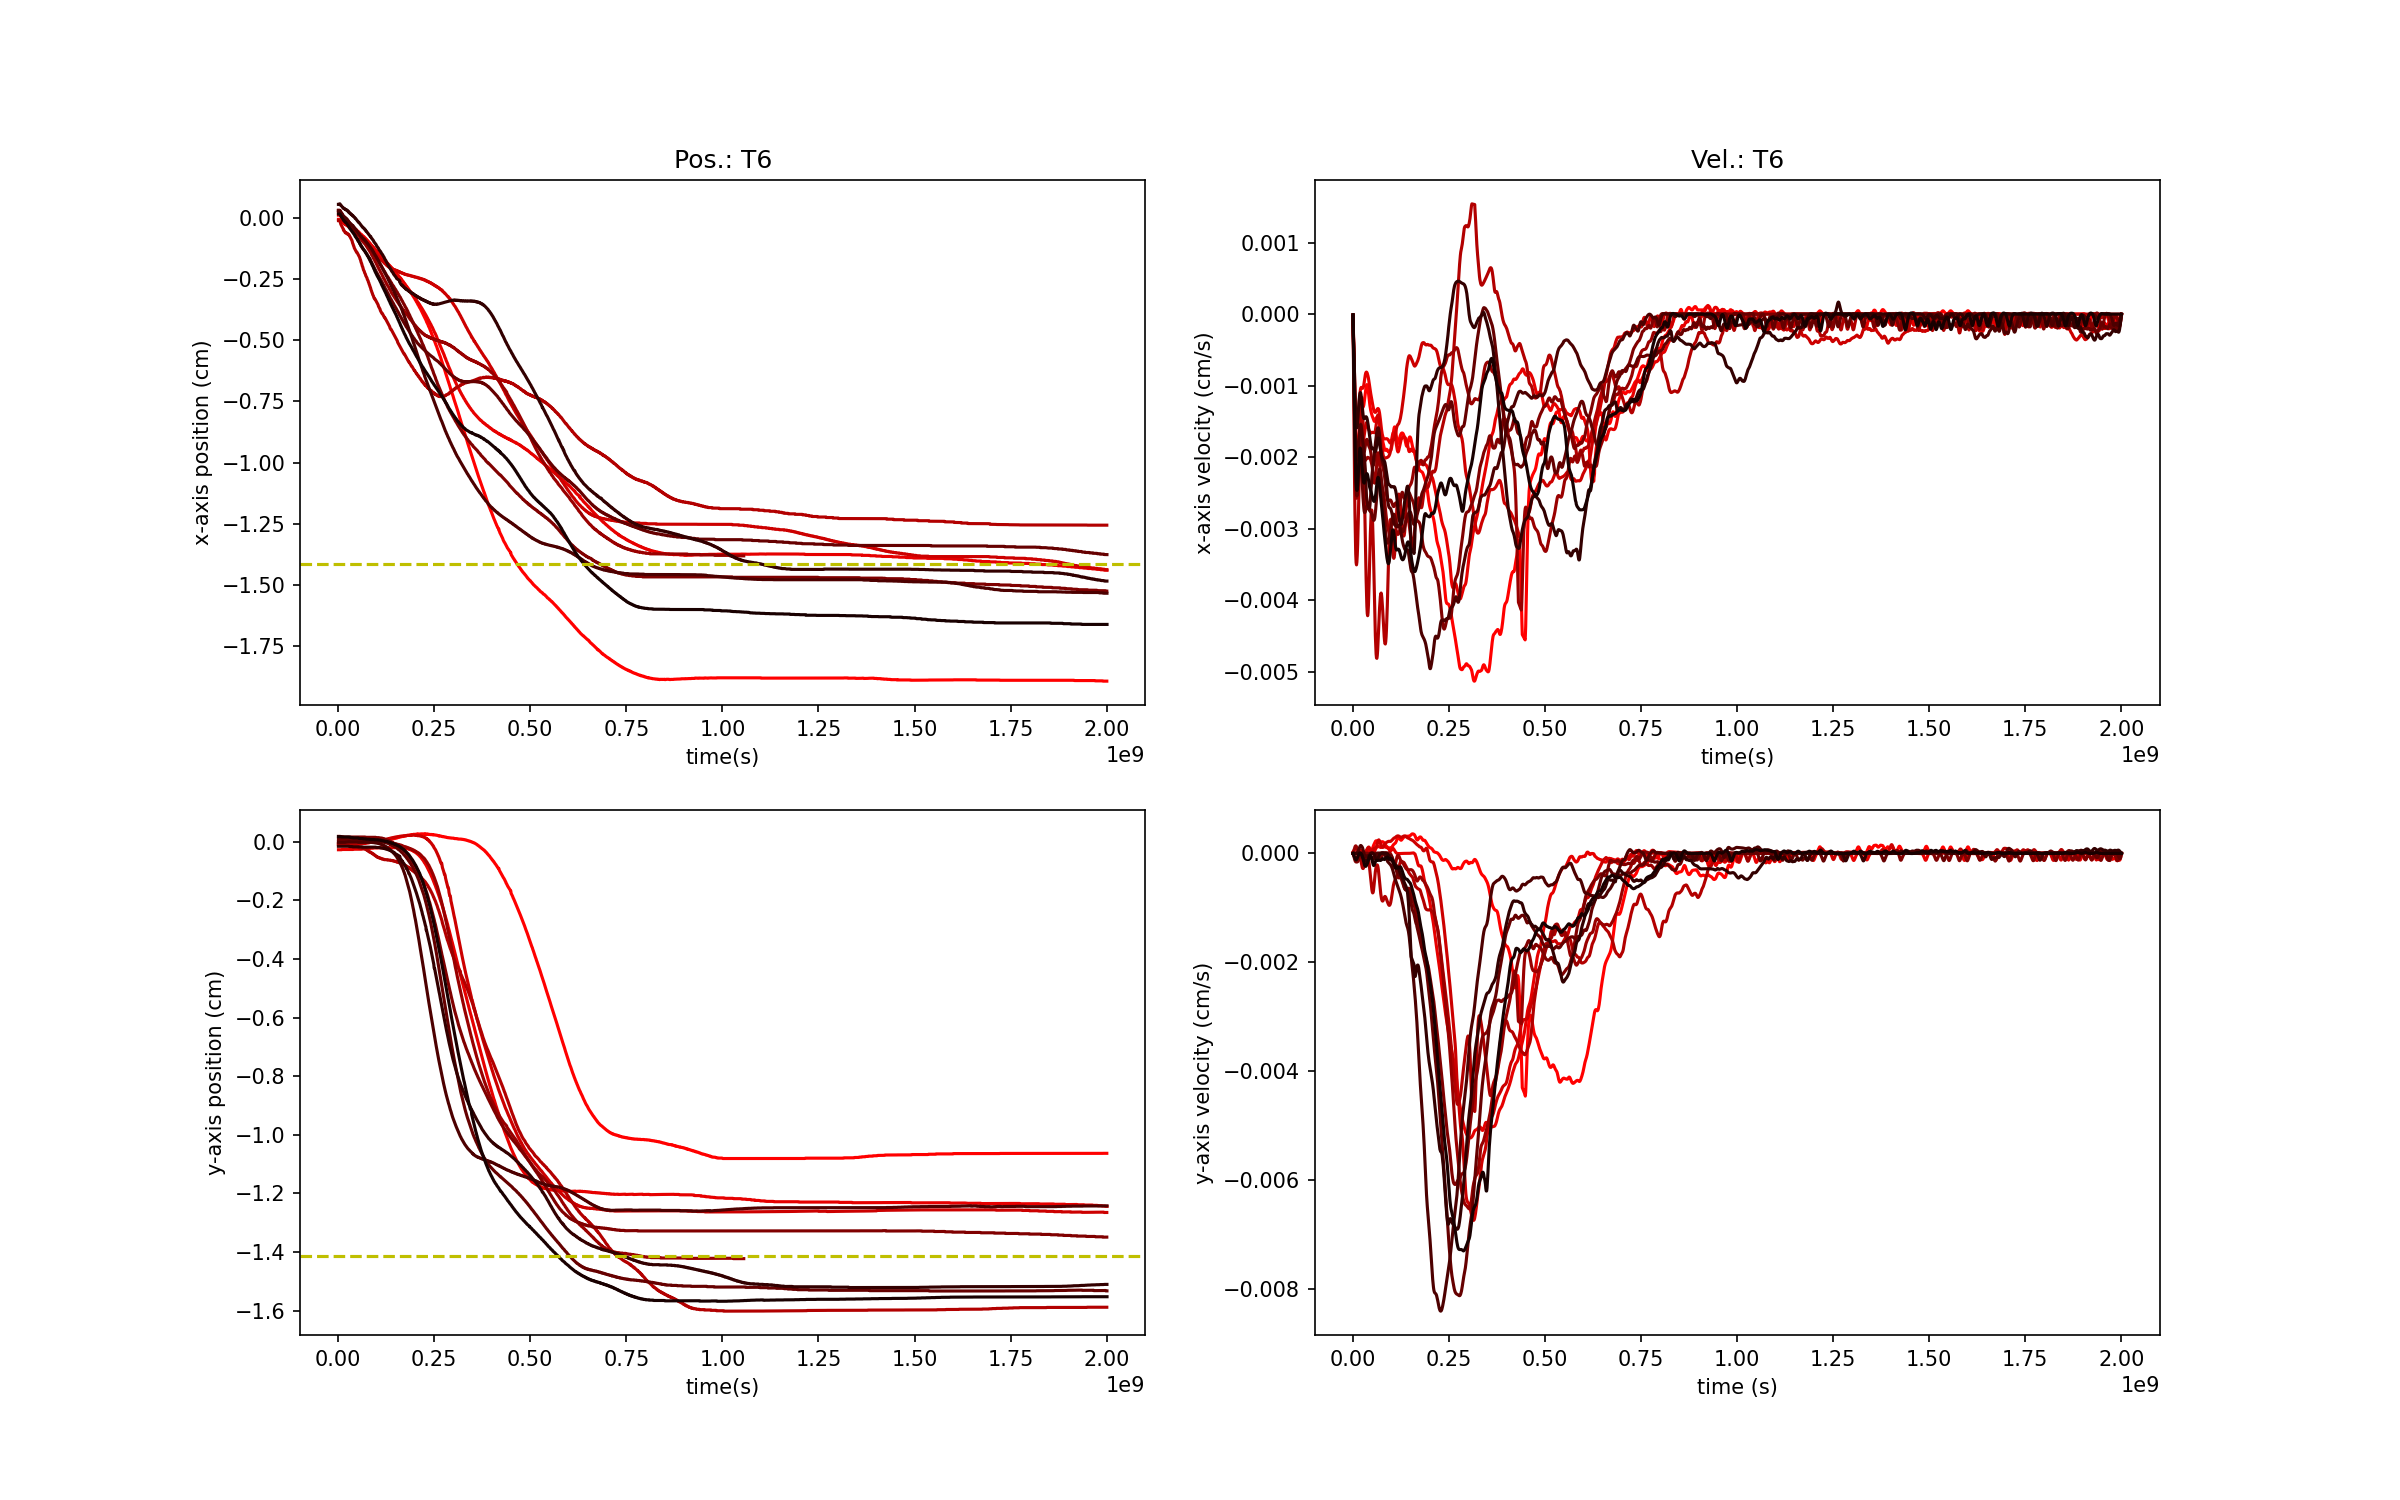 Pos.: T6
x-axis position (cm)
0.00
−0.25
−0.50
−0.75
−1.00
−1.25
−1.50
−1.75
0.00 0.25 0.50 0.75 1.00 1.25 1.50 1.75 2.00
time(s)
1e9
Vel.: T6
x-axis velocity (cm/s)
0.001
0.000
−0.001
−0.002
−0.003
−0.004
−0.005
0.00 0.25 0.50 0.75 1.00 1.25 1.50 1.75 2.00
time(s)
1e9
y-axis position (cm)
0.0
−0.2
−0.4
−0.6
−0.8
−1.0
−1.2
−1.4
−1.6
0.00 0.25 0.50 0.75 1.00 1.25 1.50 1.75 2.00
time(s)
1e9
y-axis velocity (cm/s)
0.000
−0.002
−0.004
−0.006
−0.008
0.00 0.25 0.50 0.75 1.00 1.25 1.50 1.75 2.00
time (s)
1e9